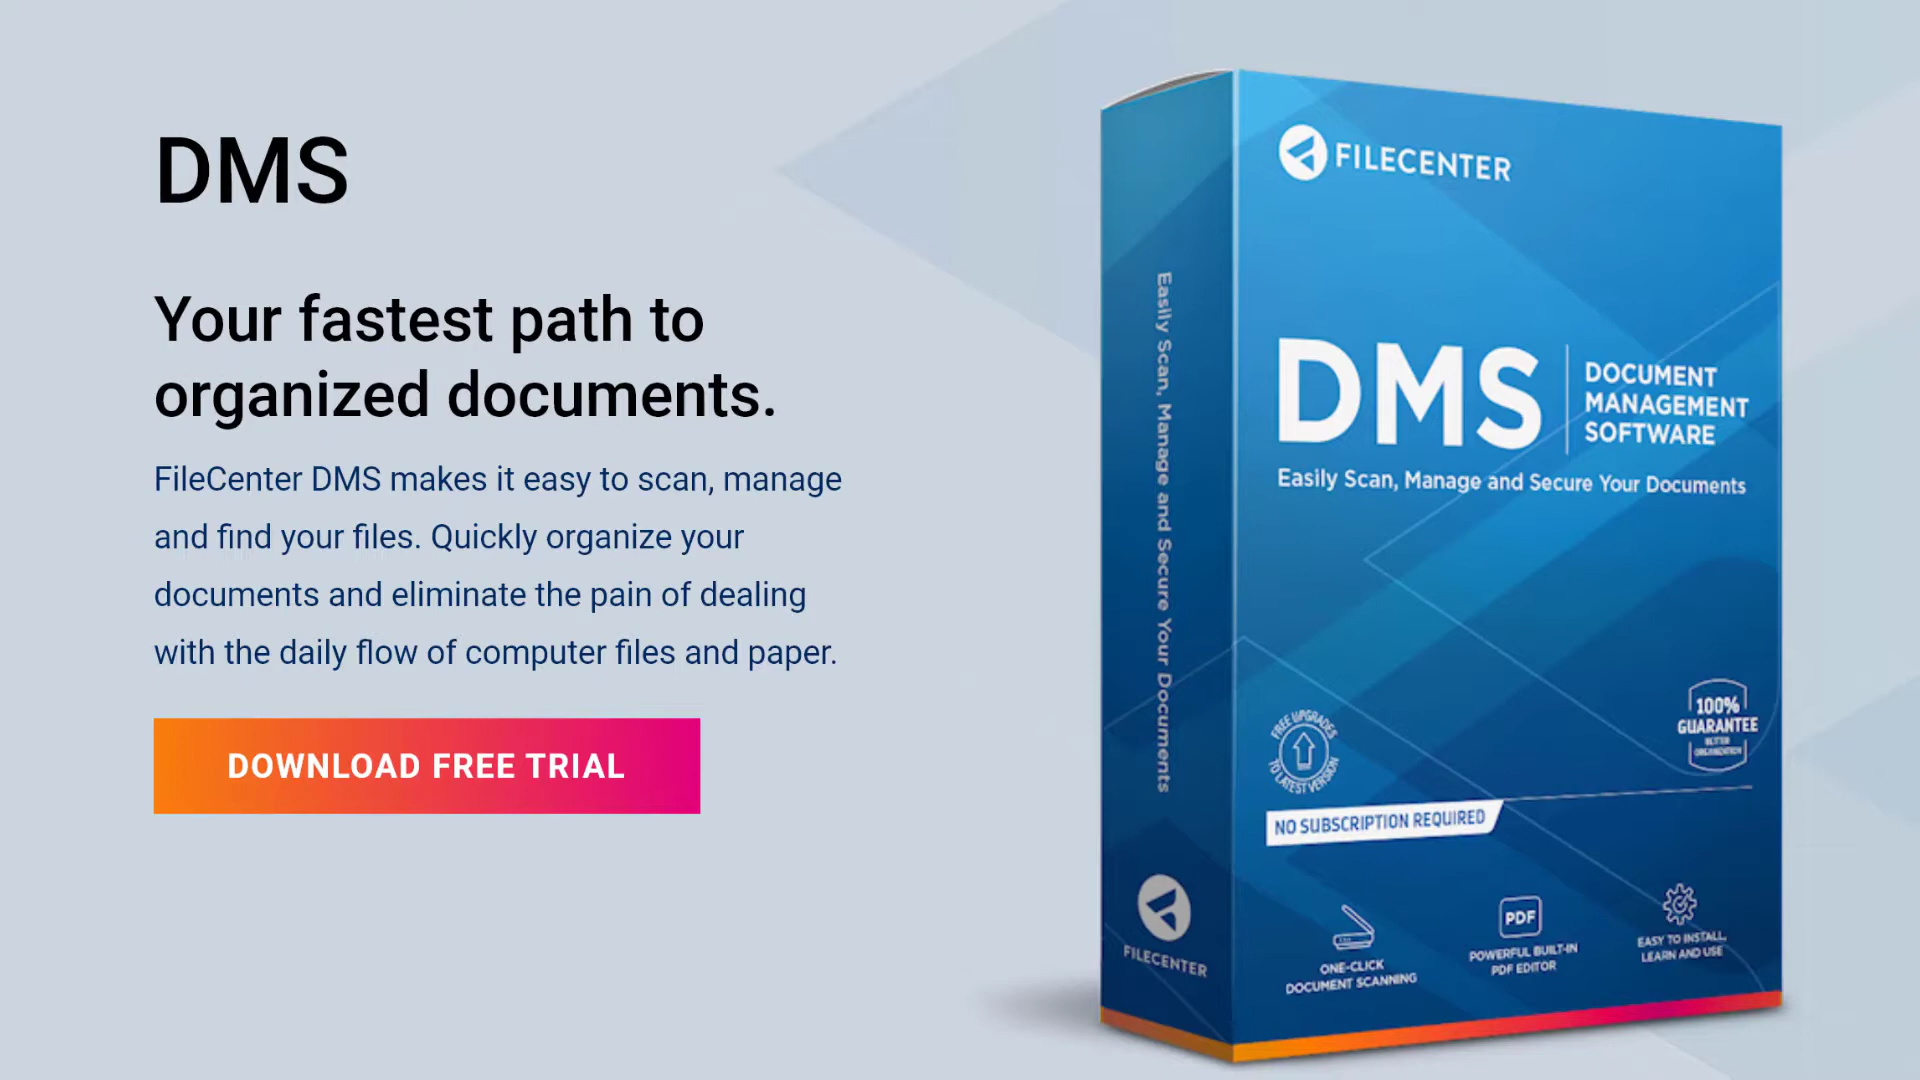 DMS
Your fastest path to
organized documents.
FileCenter DMS makes it easy to scan, manage
and find your files. Quickly organize your
documents and eliminate the pain of dealing
with the daily flow of computer files and paper.
DOWNLOAD FREE TRIAL
Easily Scan, Manage and Secure Your Documents
FILECENTER
FILECENTER
DMS
DOCUMENT
MANAGEMENT
SOFTWARE
Easily Scan, Manage and Secure Your Documents
FREE UPGRADES
TO LATEST VERSION
100%
GUARANTEE
BETTER
ORGANIZATION
NO SUBSCRIPTION REQUIRED
ONE-CLICK
DOCUMENT SCANNING
PDF
POWERFUL BUILT-IN
PDF EDITOR
EASY TO INSTALL,
LEARN AND USE